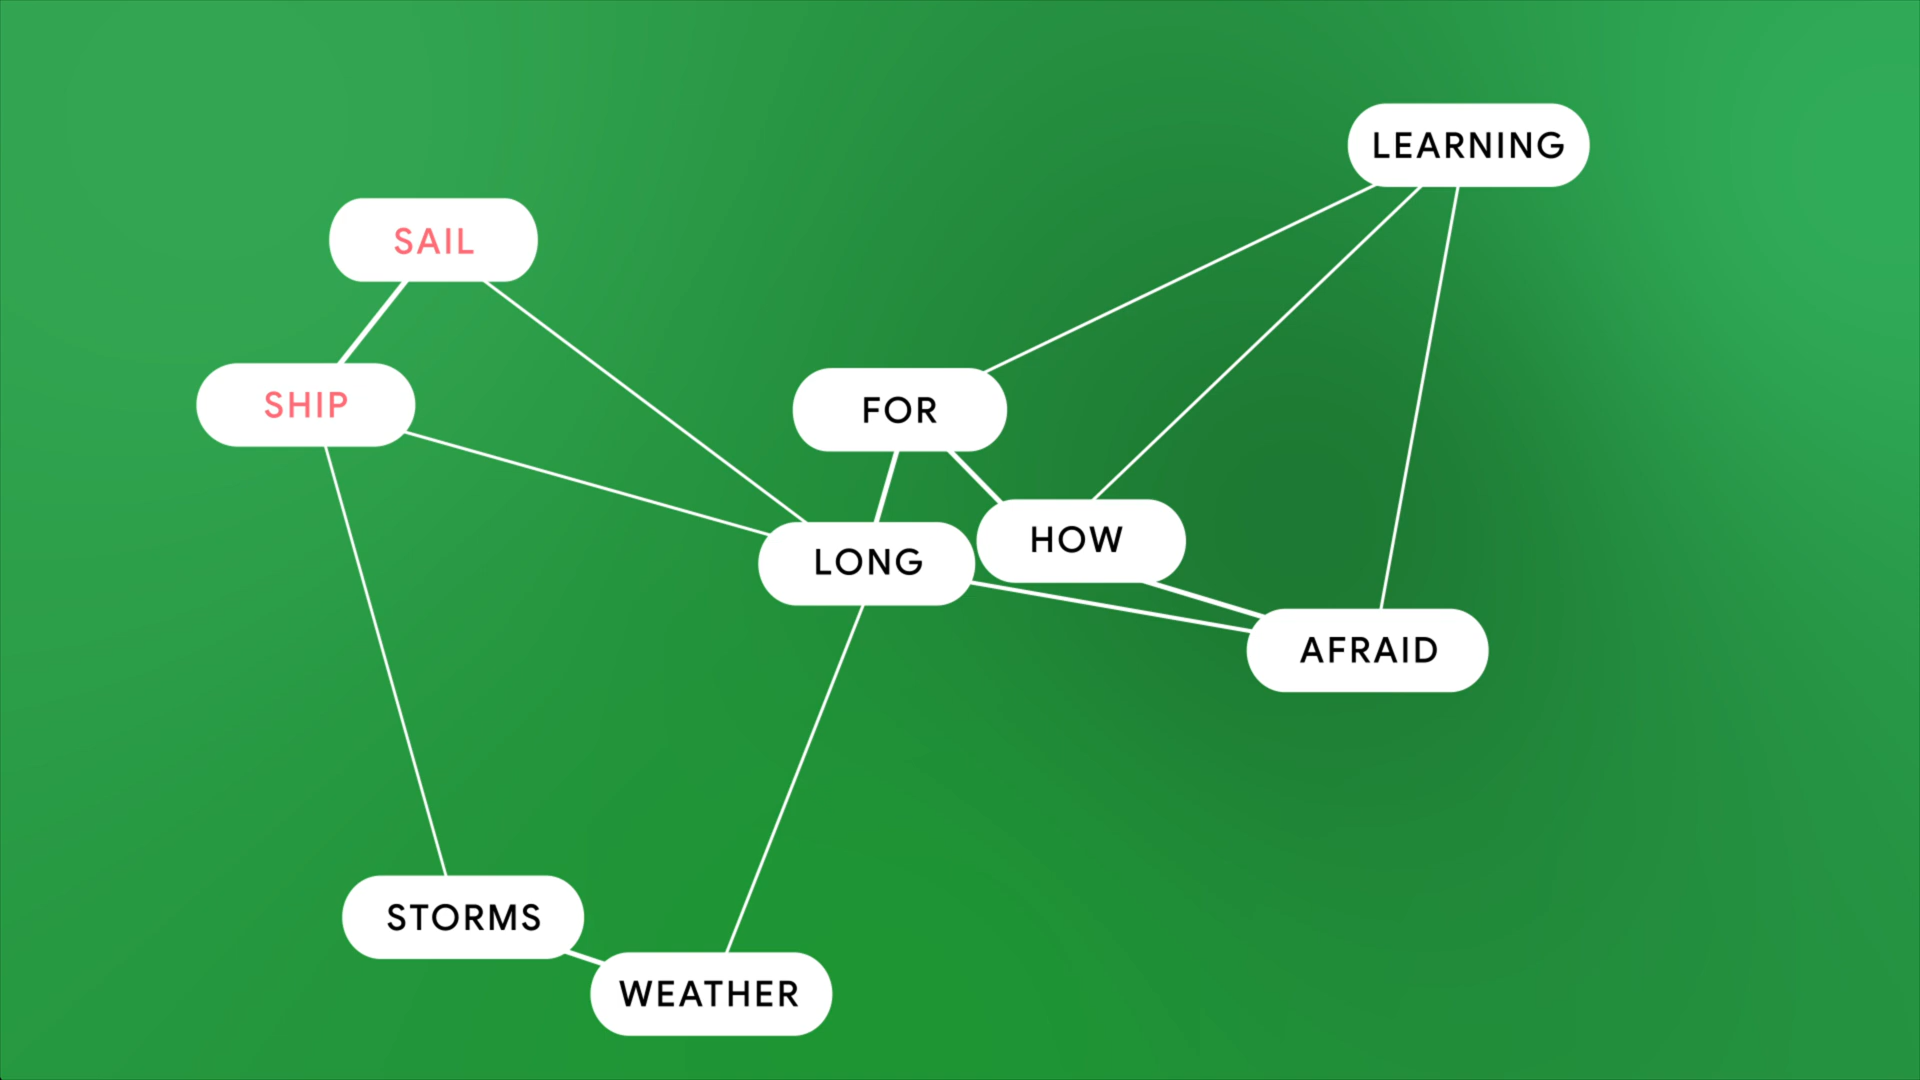 LEARNING
SAIL
SHIP
FOR
HOW
LONG
AFRAID
STORMS
WEATHER